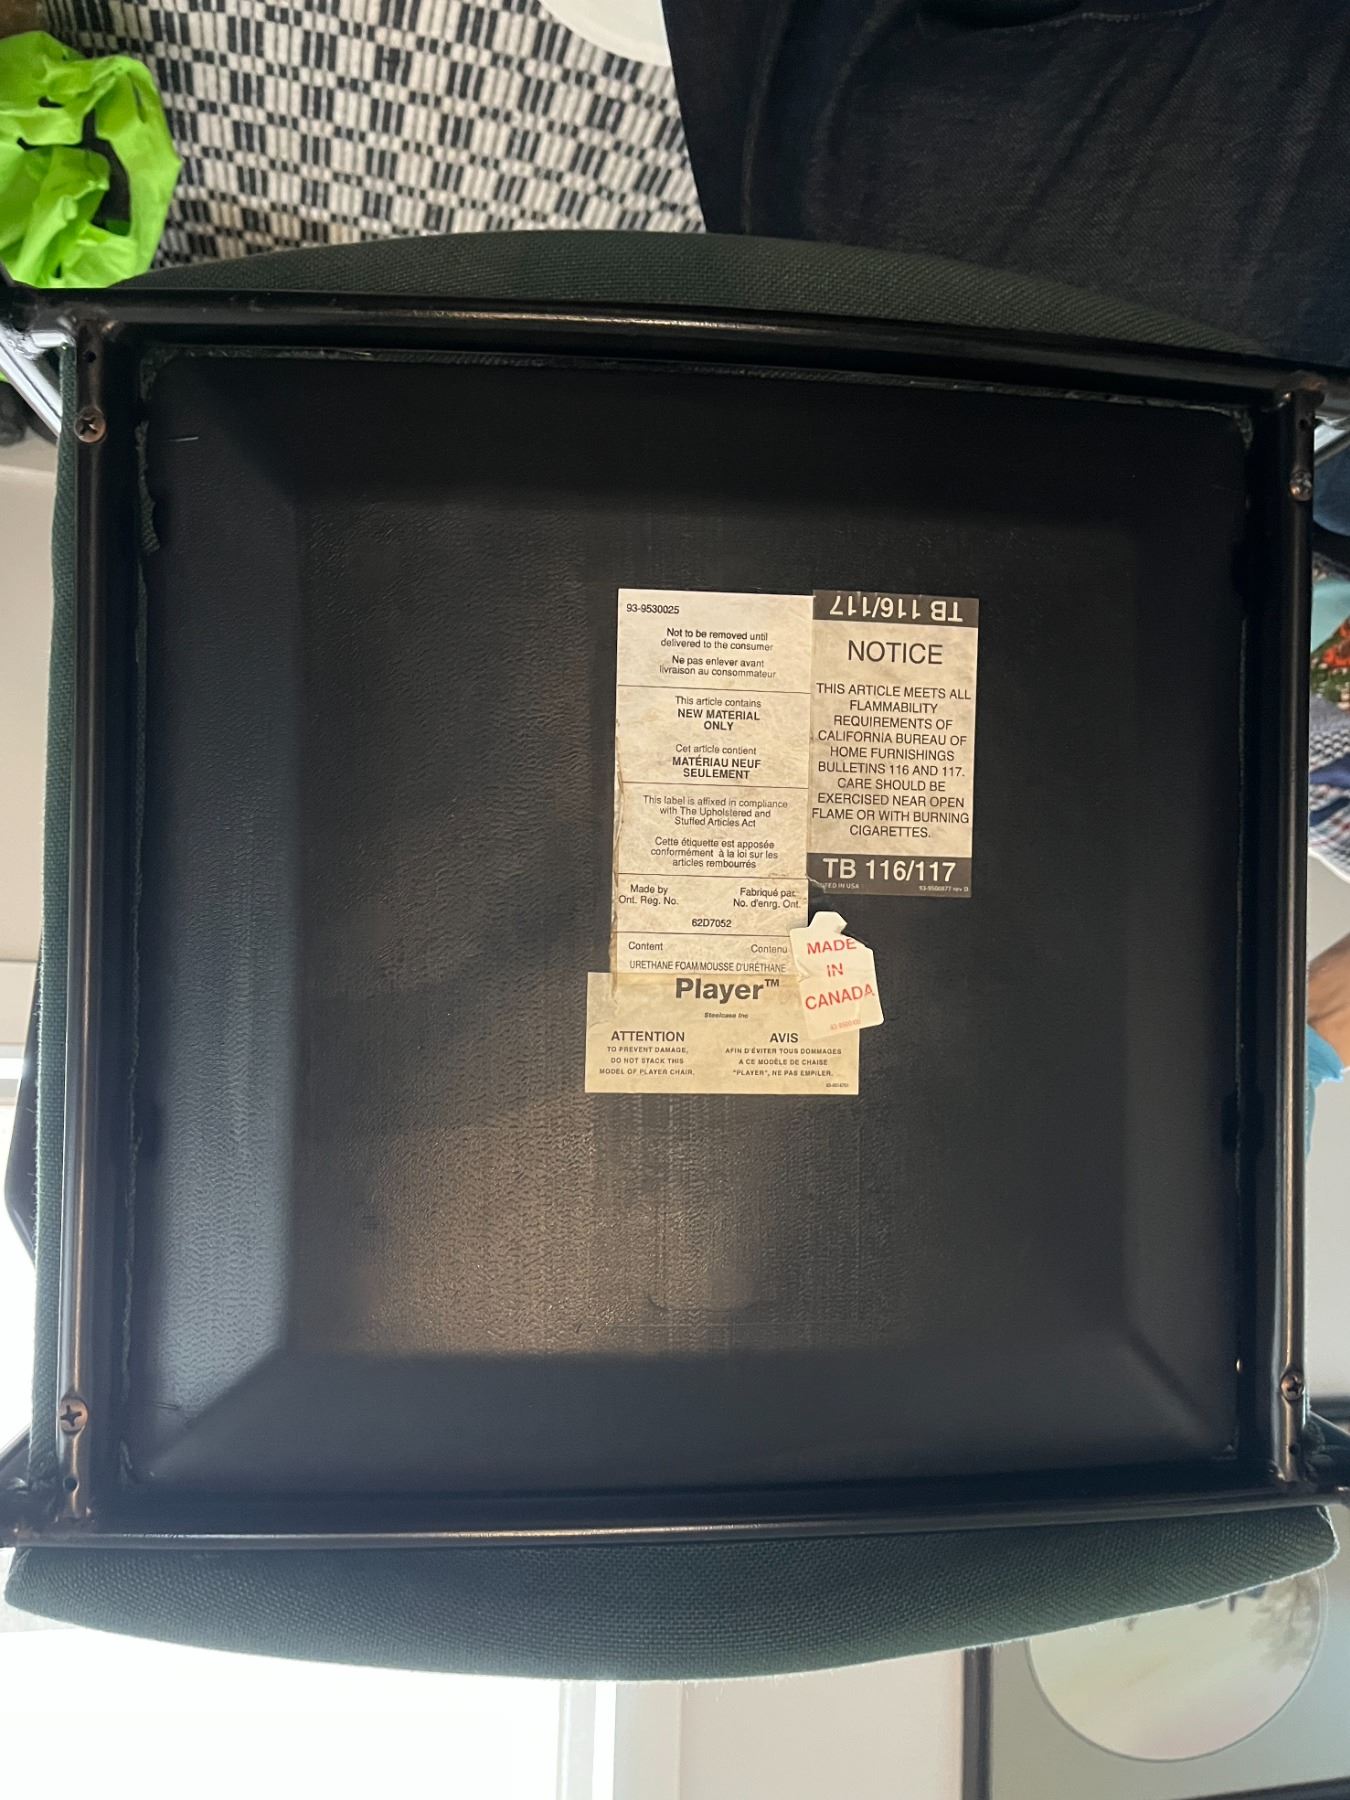 93-9530025
Not to be removed until
delivered to the consumer
Ne pas enlever avant
livraison au consommateur
This article contains
NEW MATERIAL
ONLY
Cet article contient
MATÉRIAU NEUF
SEULEMENT
This label is affixed in compliance
with The Upholstered and
Stuffed Articles Act
Cette étiquette est apposée
conformément à la loi sur les
articles rembourrés
Made by
Ont. Reg. No.
Fabriqué par
No. d'enrg. Ont.
62D7052
Content
Contenu
URETHANE FOAM/MOUSSE D'URÉTHANE
TB 116/117
NOTICE
THIS ARTICLE MEETS ALL
FLAMMABILITY
REQUIREMENTS OF
CALIFORNIA BUREAU OF
HOME FURNISHINGS
BULLETINS 116 AND 117.
CARE SHOULD BE
EXERCISED NEAR OPEN
FLAME OR WITH BURNING
CIGARETTES.
TB 116/117
IN USA
93-9500877 rev D
MADE
IN
CANADA
Player™
Steelcase Inc
ATTENTION
TO PREVENT DAMAGE,
DO NOT STACK THIS
MODEL OF PLAYER CHAIR.
AVIS
AFIN D'ÉVITER TOUS DOMMAGES
A CE MODÈLE DE CHAISE
"PLAYER", NE PAS EMPILER.